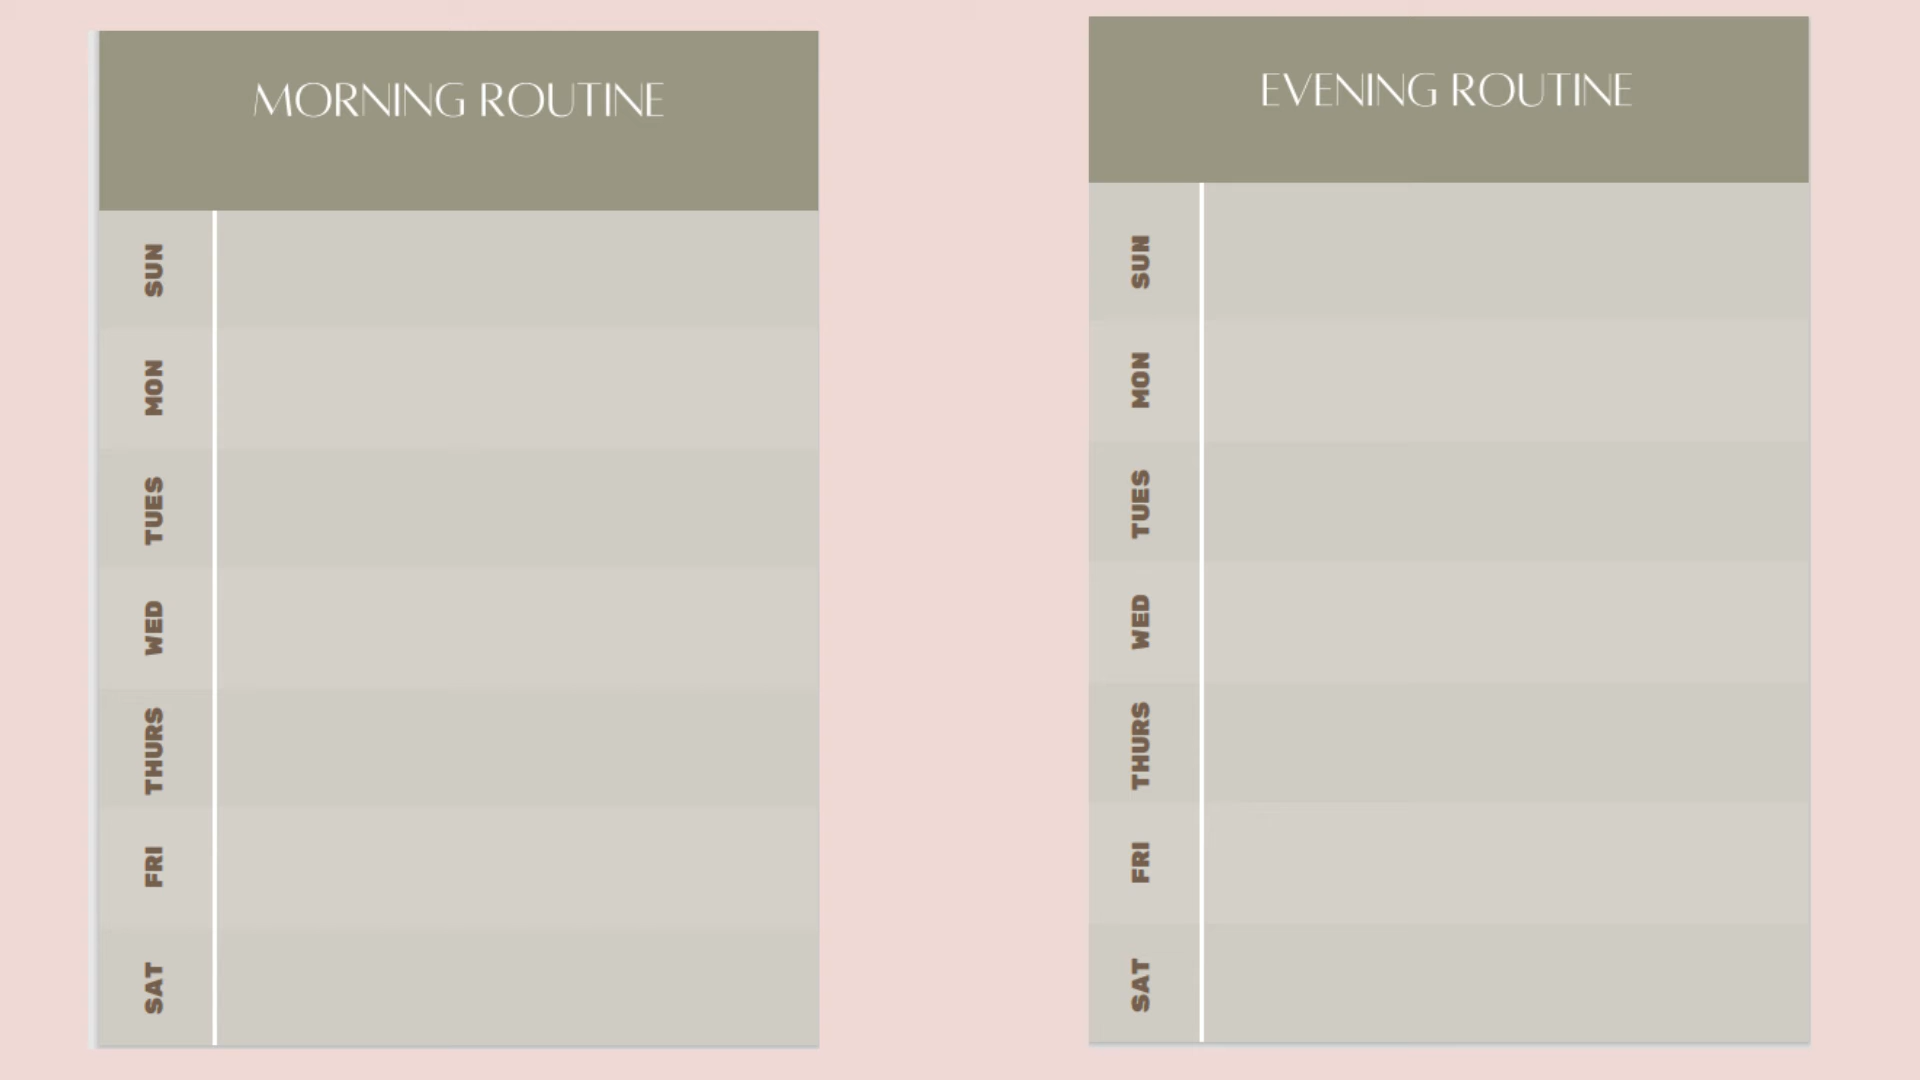 MORNING ROUTINE
SUN
MON
TUES
WED
THURS
FRI
SAT
EVENING ROUTINE
SUN
MON
TUES
WED
THURS
FRI
SAT